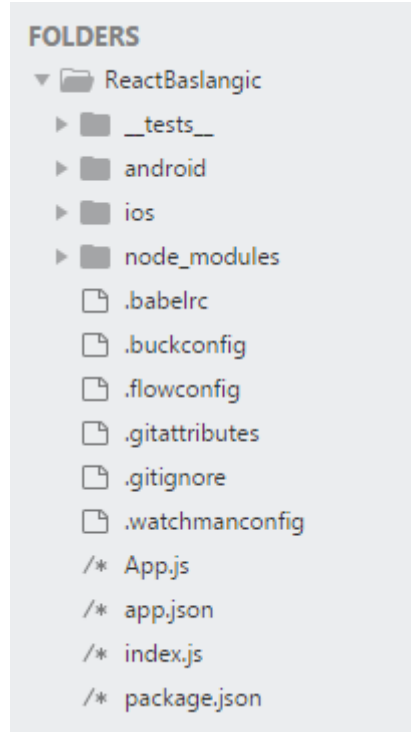 FOLDERS
ReactBaslangic
__tests__
android
ios
node_modules
.babelrc
.buckconfig
.flowconfig
.gitattributes
.gitignore
.watchmanconfig
/* App.js
/* app.json
/* index.js
/* package.json